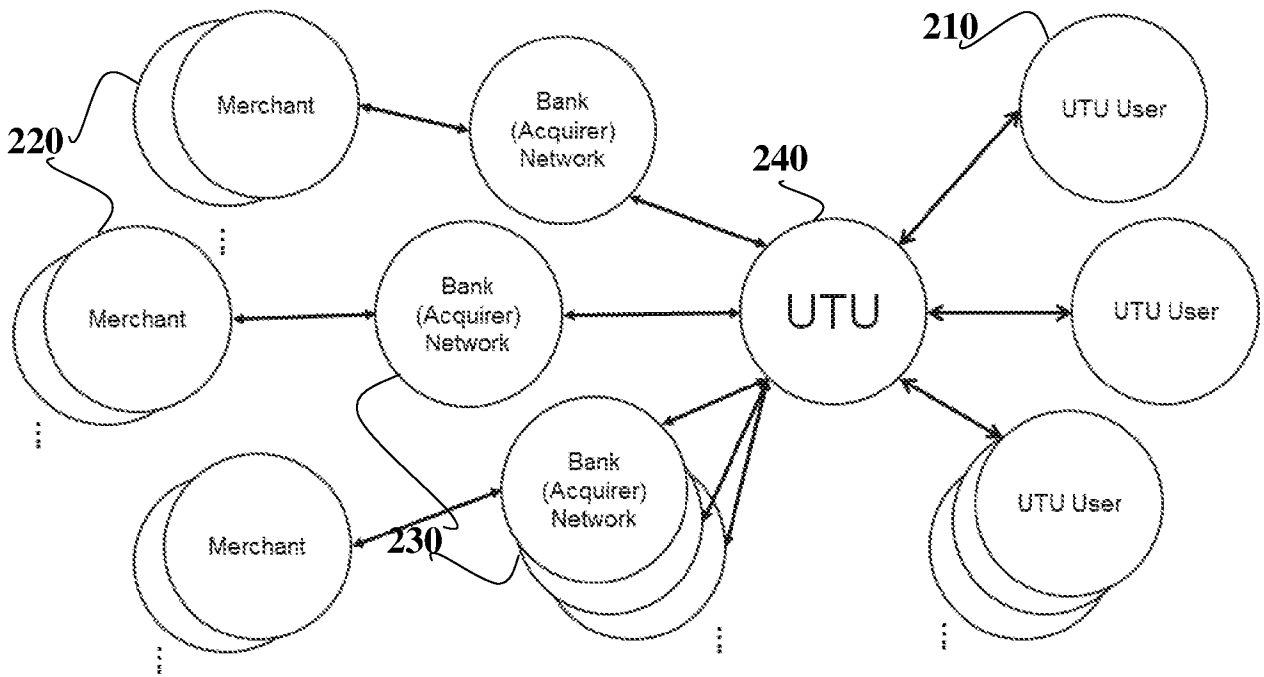 210
Merchant
Bank
(Acquirer)
Network
UTU User
220
240
Merchant
Bank
(Acquirer)
Network
UTU
UTU User
Bank
(Acquirer)
Network
UTU User
Merchant
230